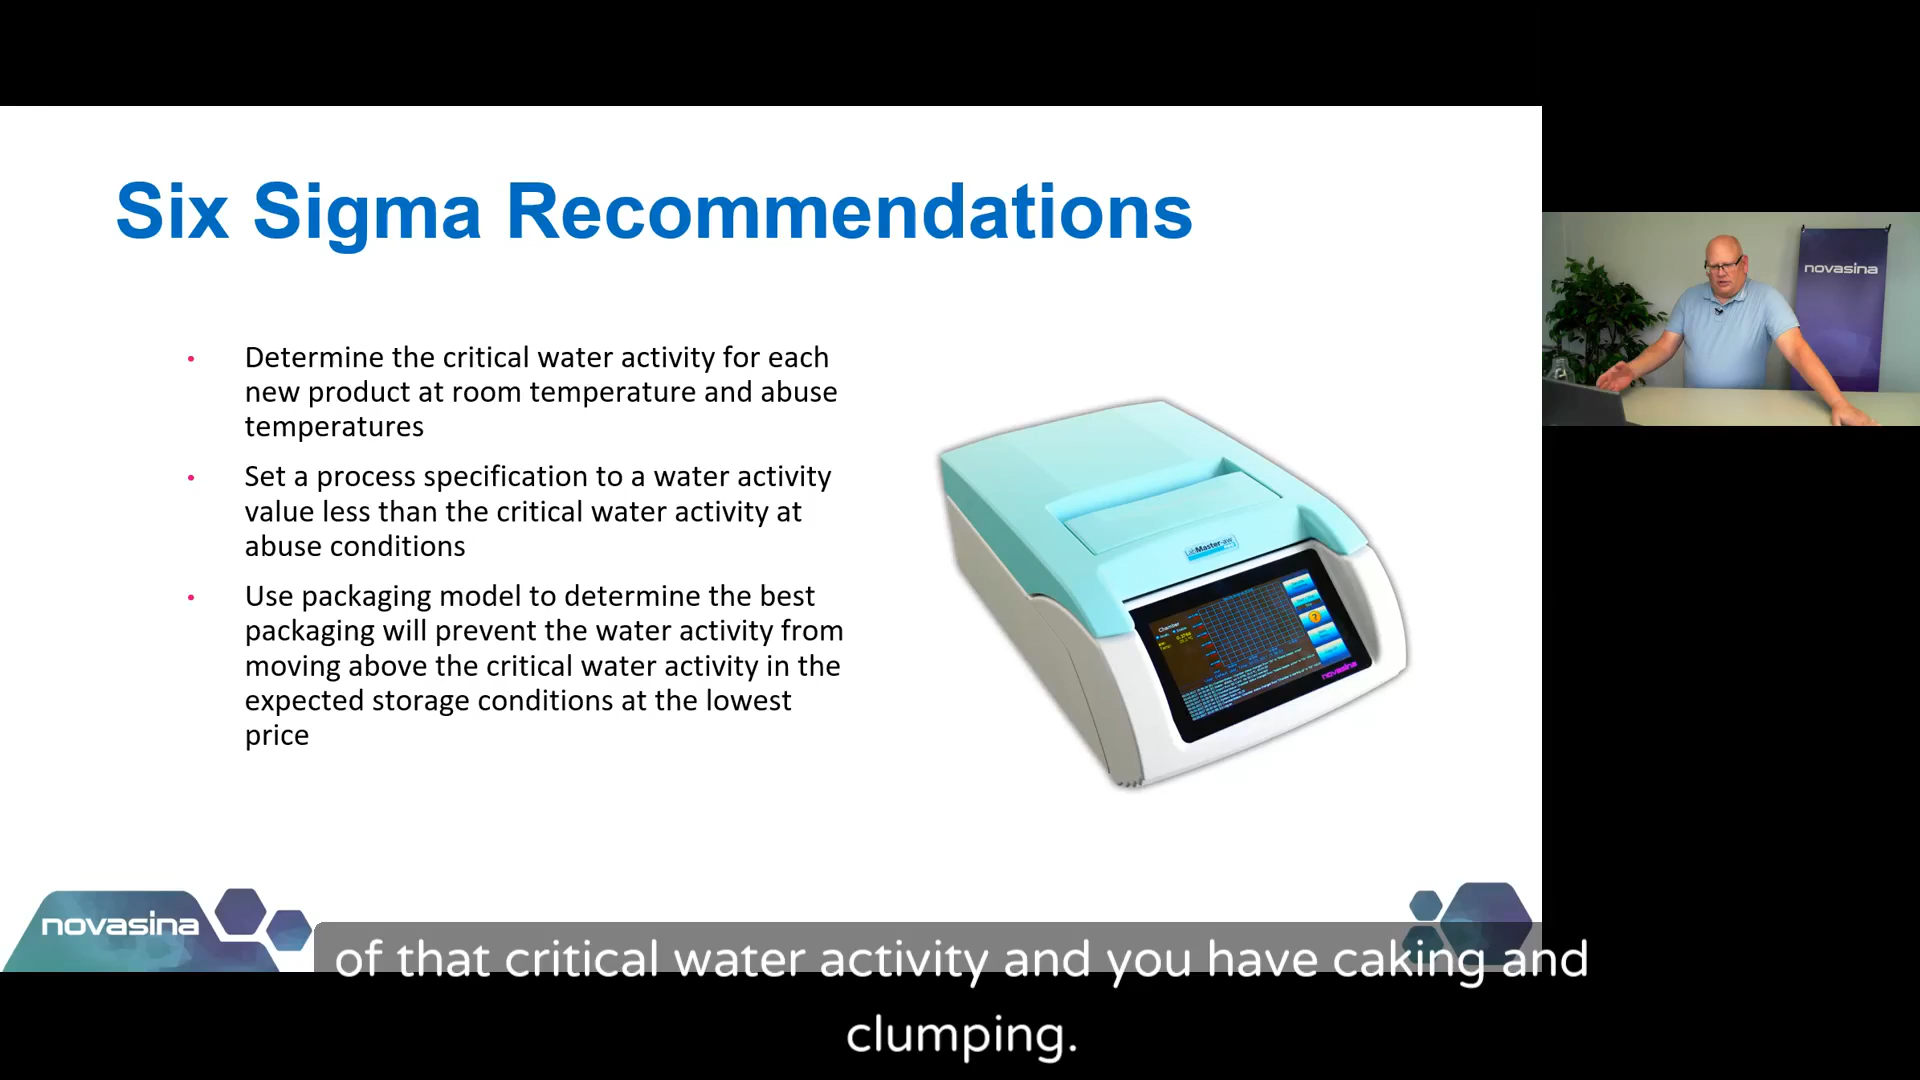 Six Sigma Recommendations
• Determine the critical water activity for each
new product at room temperature and abuse
temperatures
• Set a process specification to a water activity
value less than the critical water activity at
abuse conditions
• Use packaging model to determine the best
packaging will prevent the water activity from
moving above the critical water activity in the
expected storage conditions at the lowest
price
LabMaster-aw
Chamber
novasina
novasina
novasina
of that critical water activity and you have caking and
clumping.